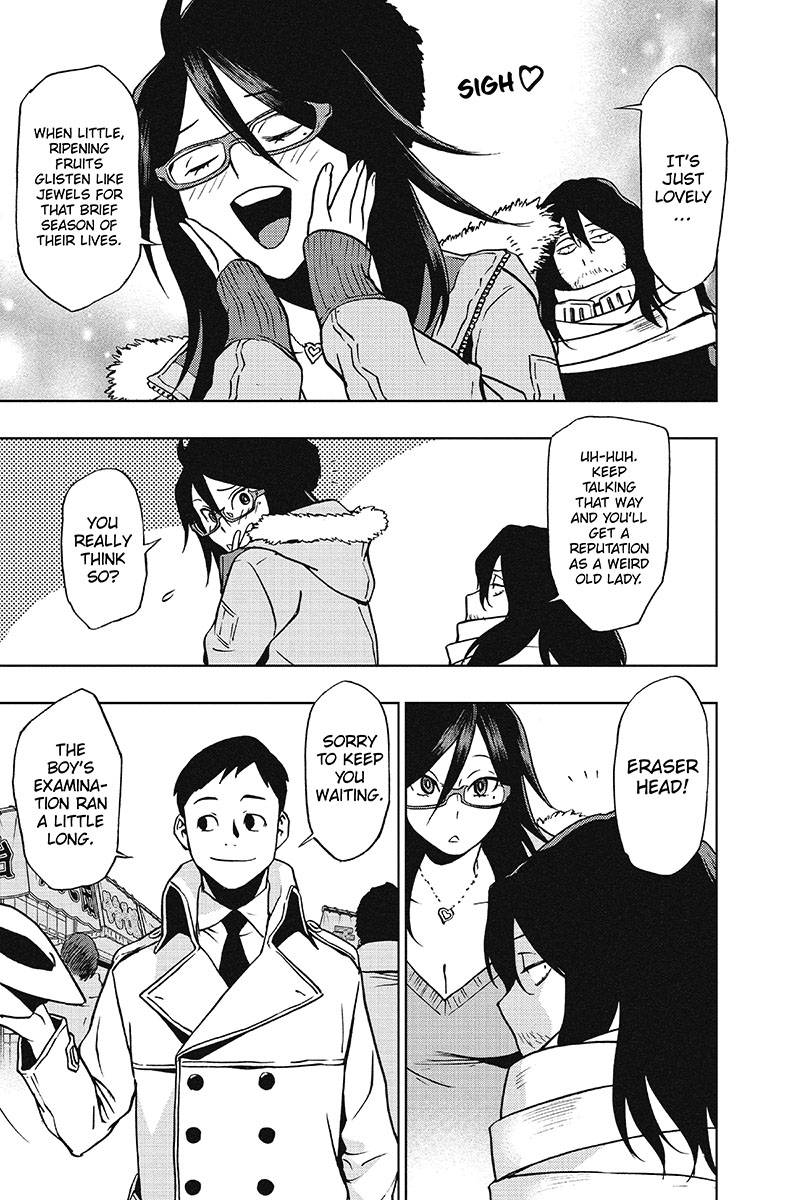 IT'S
JUST
LOVELY
...
SIGH♡
WHEN LITTLE,
RIPENING
FRUITS
GLISTEN LIKE
JEWELS FOR
THAT BRIEF
SEASON OF
THEIR LIVES.
UH-HUH.
KEEP
TALKING
THAT WAY
AND YOU'LL
GET A
REPUTATION
AS A WEIRD
OLD LADY.
YOU
REALLY
THINK
SO?
ERASER
HEAD!
SORRY
TO KEEP
YOU
WAITING.
THE
BOY'S
EXAMINA-
TION RAN
A LITTLE
LONG.